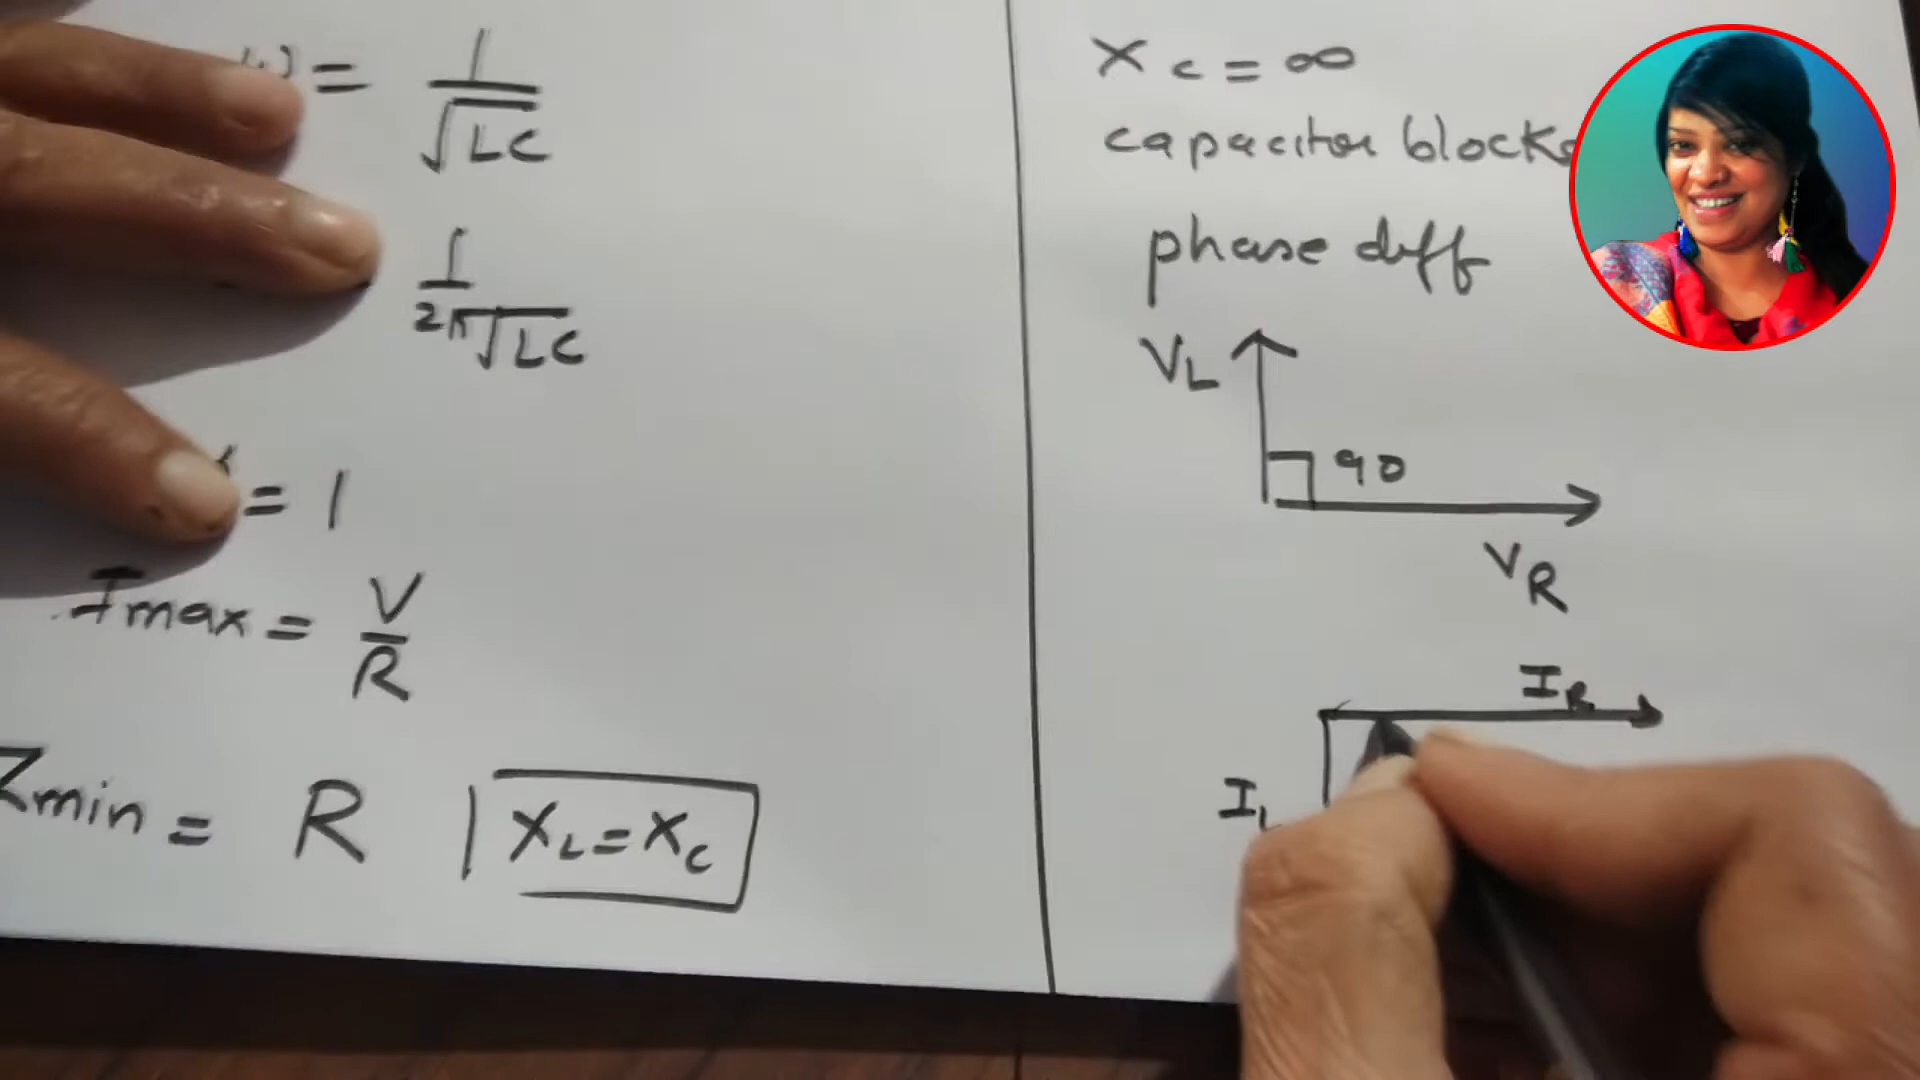 ω = 1/√LC
1/2π√LC
= 1
Imax = V/R
Zmin = R | XL = XC
XC = ∞
capacitor blocks
phase diff
VL
90
VR
IR
IL